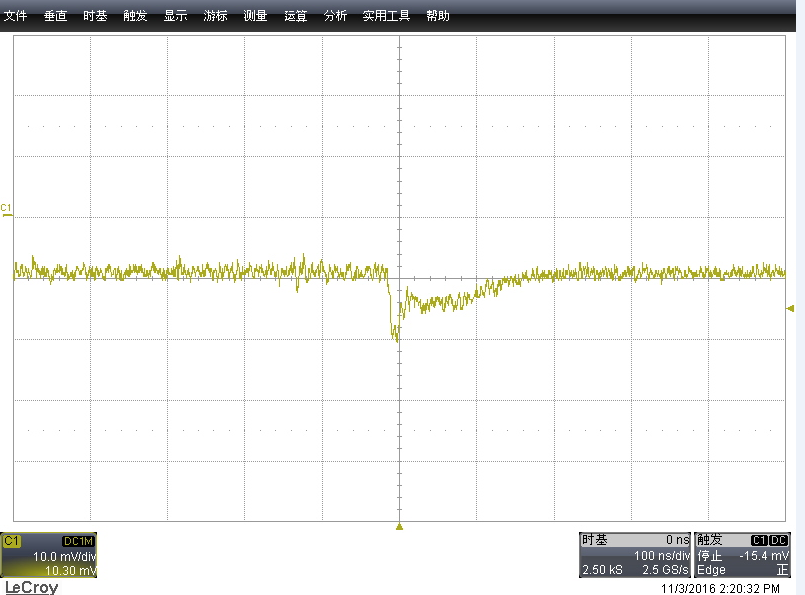 文件 垂直 时基 触发 显示 游标 测量 运算 分析 实用工具 帮助
C1
C1 DC1M
10.0 mV/div
10.30 mV
时基 0 ns
100 ns/div
2.50 kS 2.5 GS/s
触发 C1 DC
停止 -15.4 mV
Edge 正
LeCroy
11/3/2016 2:20:32 PM